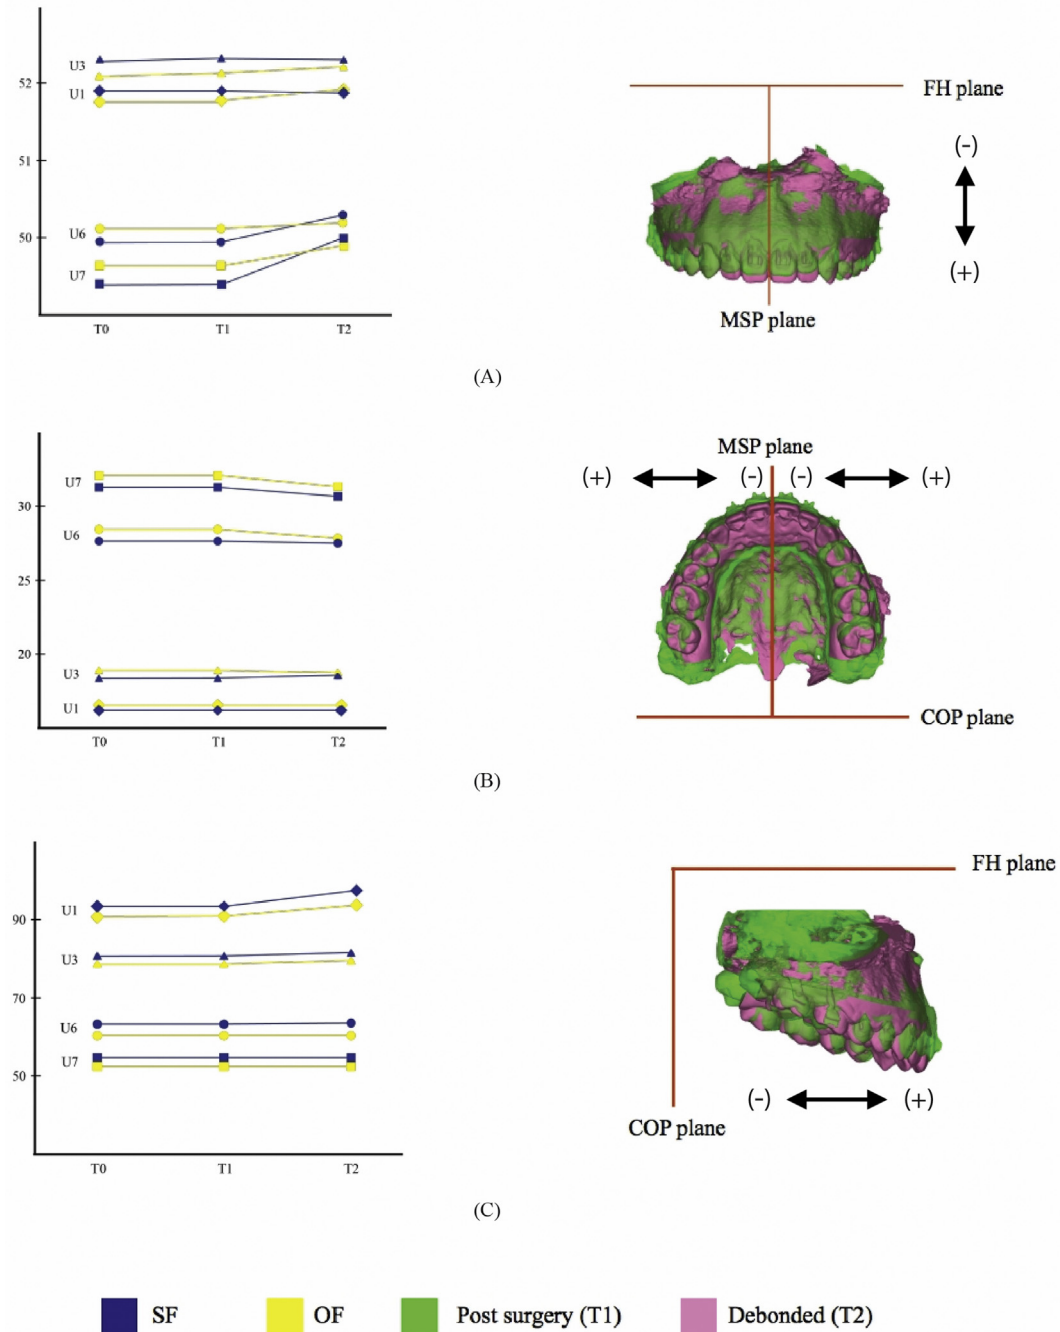 U3
52
U1
51
U6
50
U7
T0 T1 T2
FH plane
(-)
(+)
MSP plane
(A)
U7
30
U6
25
U3
20
U1
T0 T1 T2
MSP plane
(+) (-) (-) (+)
COP plane
(B)
U1
90
U3
70
U6
U7
50
T0 T1 T2
FH plane
(-) (+)
COP plane
(C)
SF OF Post surgery (T1) Debonded (T2)